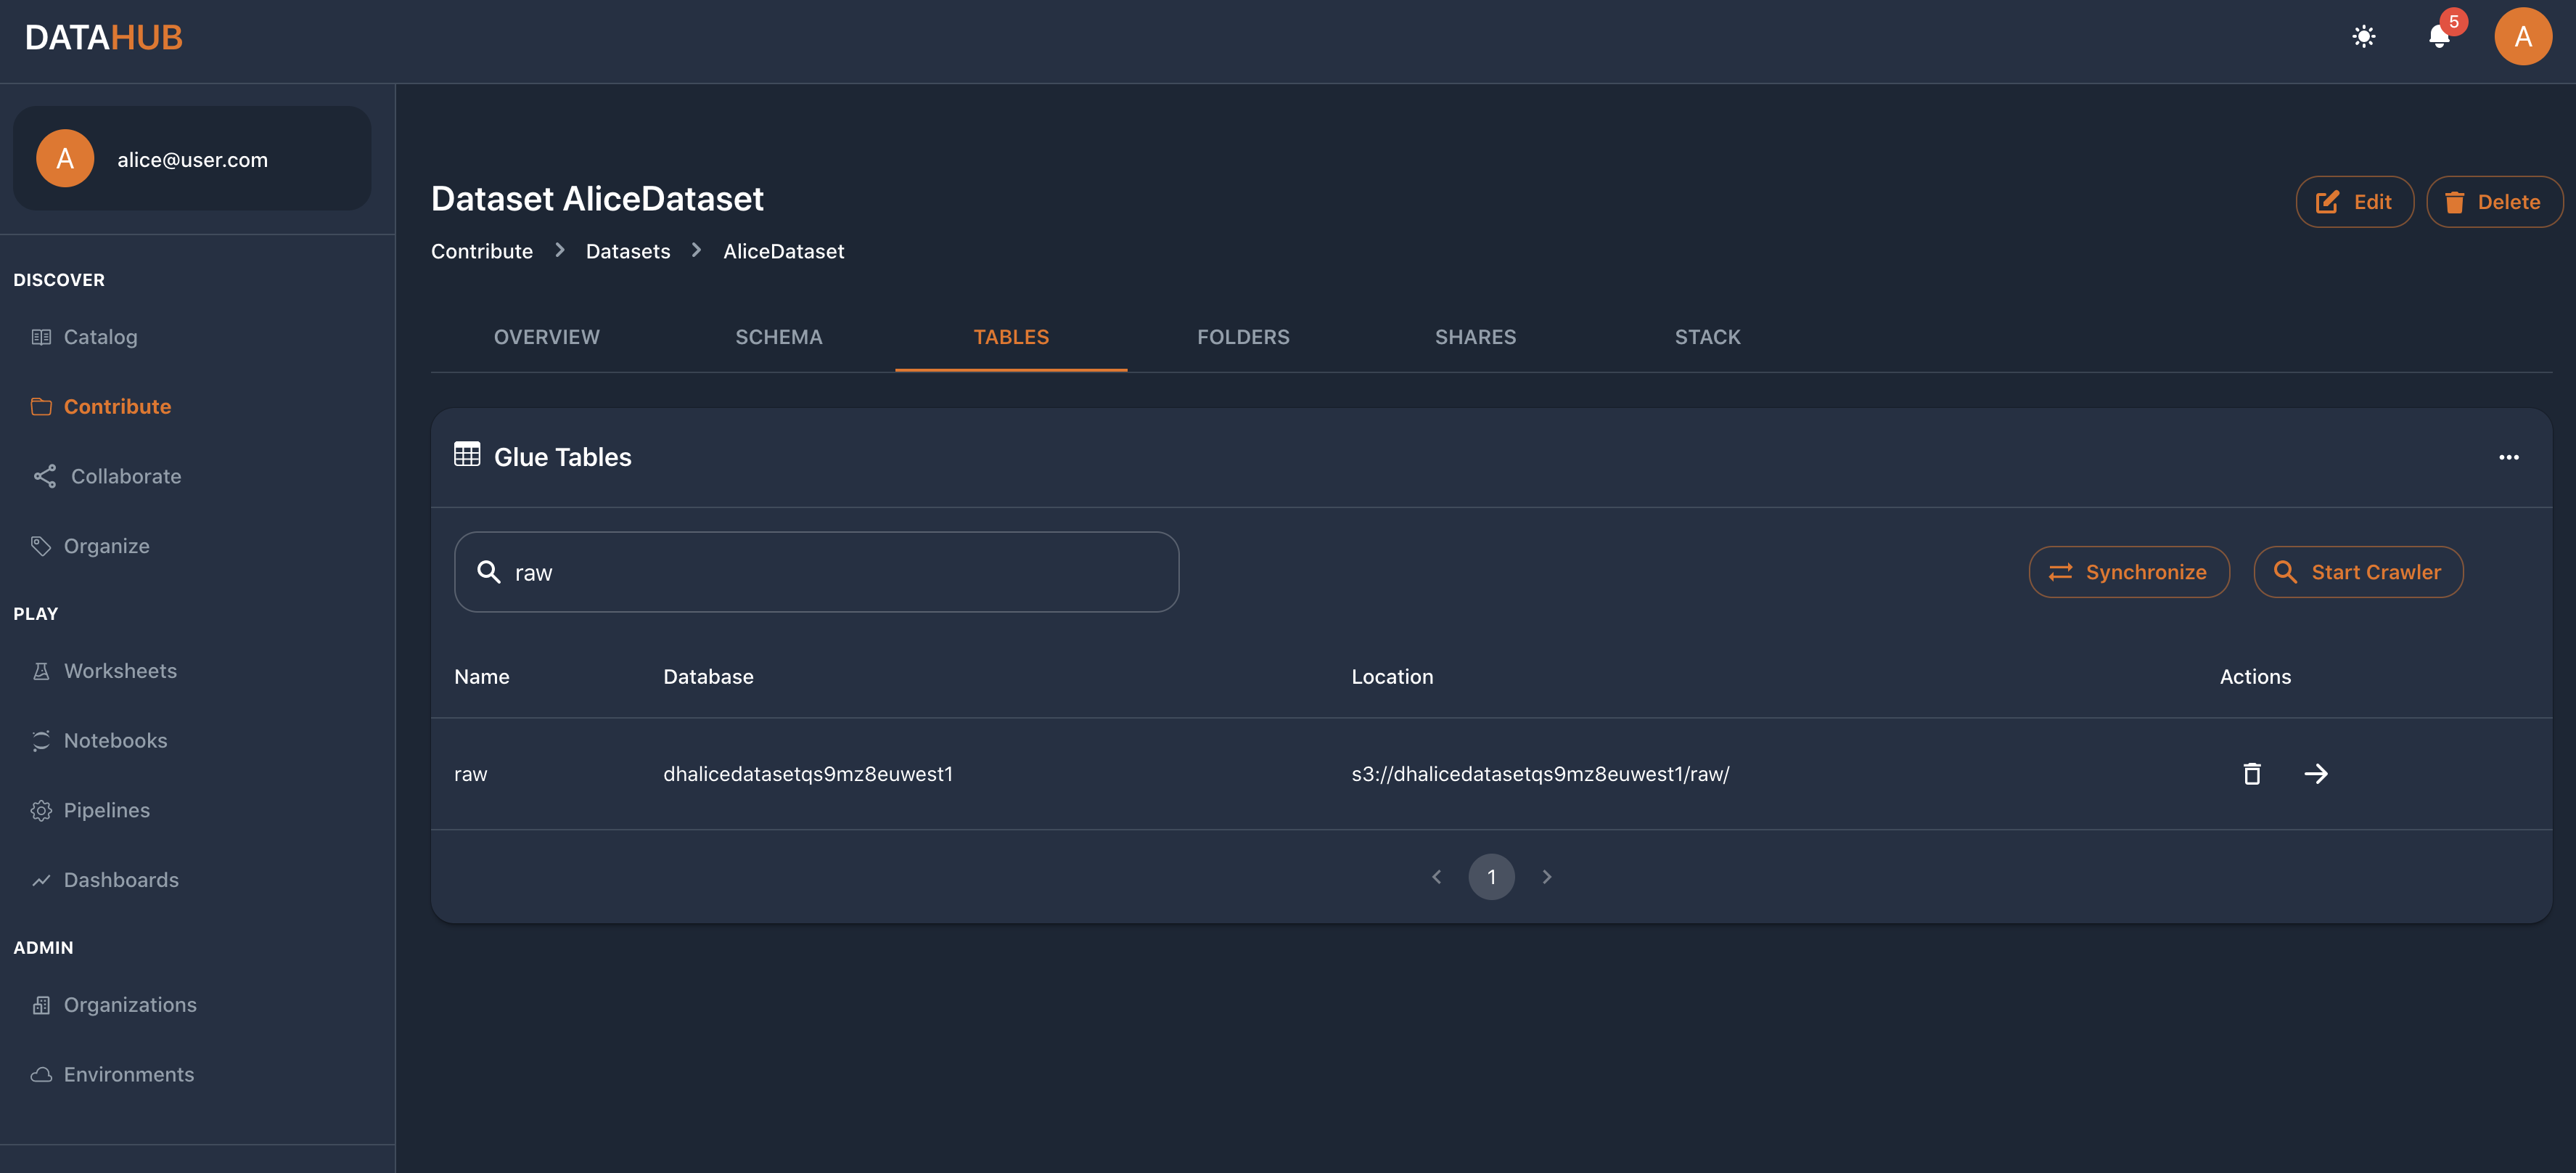 DATAHUB
5
A
A
alice@user.com
DISCOVER
Catalog
Contribute
Collaborate
Organize
PLAY
Worksheets
Notebooks
Pipelines
Dashboards
ADMIN
Organizations
Environments
Dataset AliceDataset
Edit
Delete
Contribute > Datasets > AliceDataset
OVERVIEW SCHEMA TABLES FOLDERS SHARES STACK
Glue Tables
raw
Synchronize
Start Crawler
Name Database Location Actions
raw dhalicedatasetqs9mz8euwest1 s3://dhalicedatasetqs9mz8euwest1/raw/
1